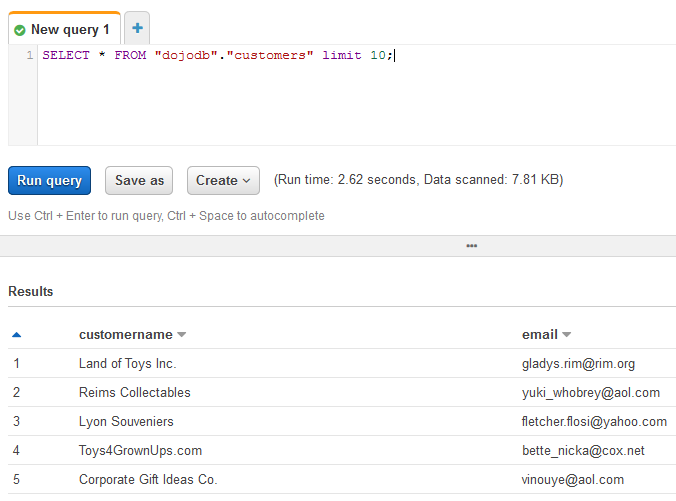 New query 1 +
1 SELECT * FROM "dojodb"."customers" limit 10;
Run query Save as Create (Run time: 2.62 seconds, Data scanned: 7.81 KB)
Use Ctrl + Enter to run query, Ctrl + Space to autocomplete
Results
customername email
1 Land of Toys Inc. gladys.rim@rim.org
2 Reims Collectables yuki_whobrey@aol.com
3 Lyon Souveniers fletcher.flosi@yahoo.com
4 Toys4GrownUps.com bette_nicka@cox.net
5 Corporate Gift Ideas Co. vinouye@aol.com